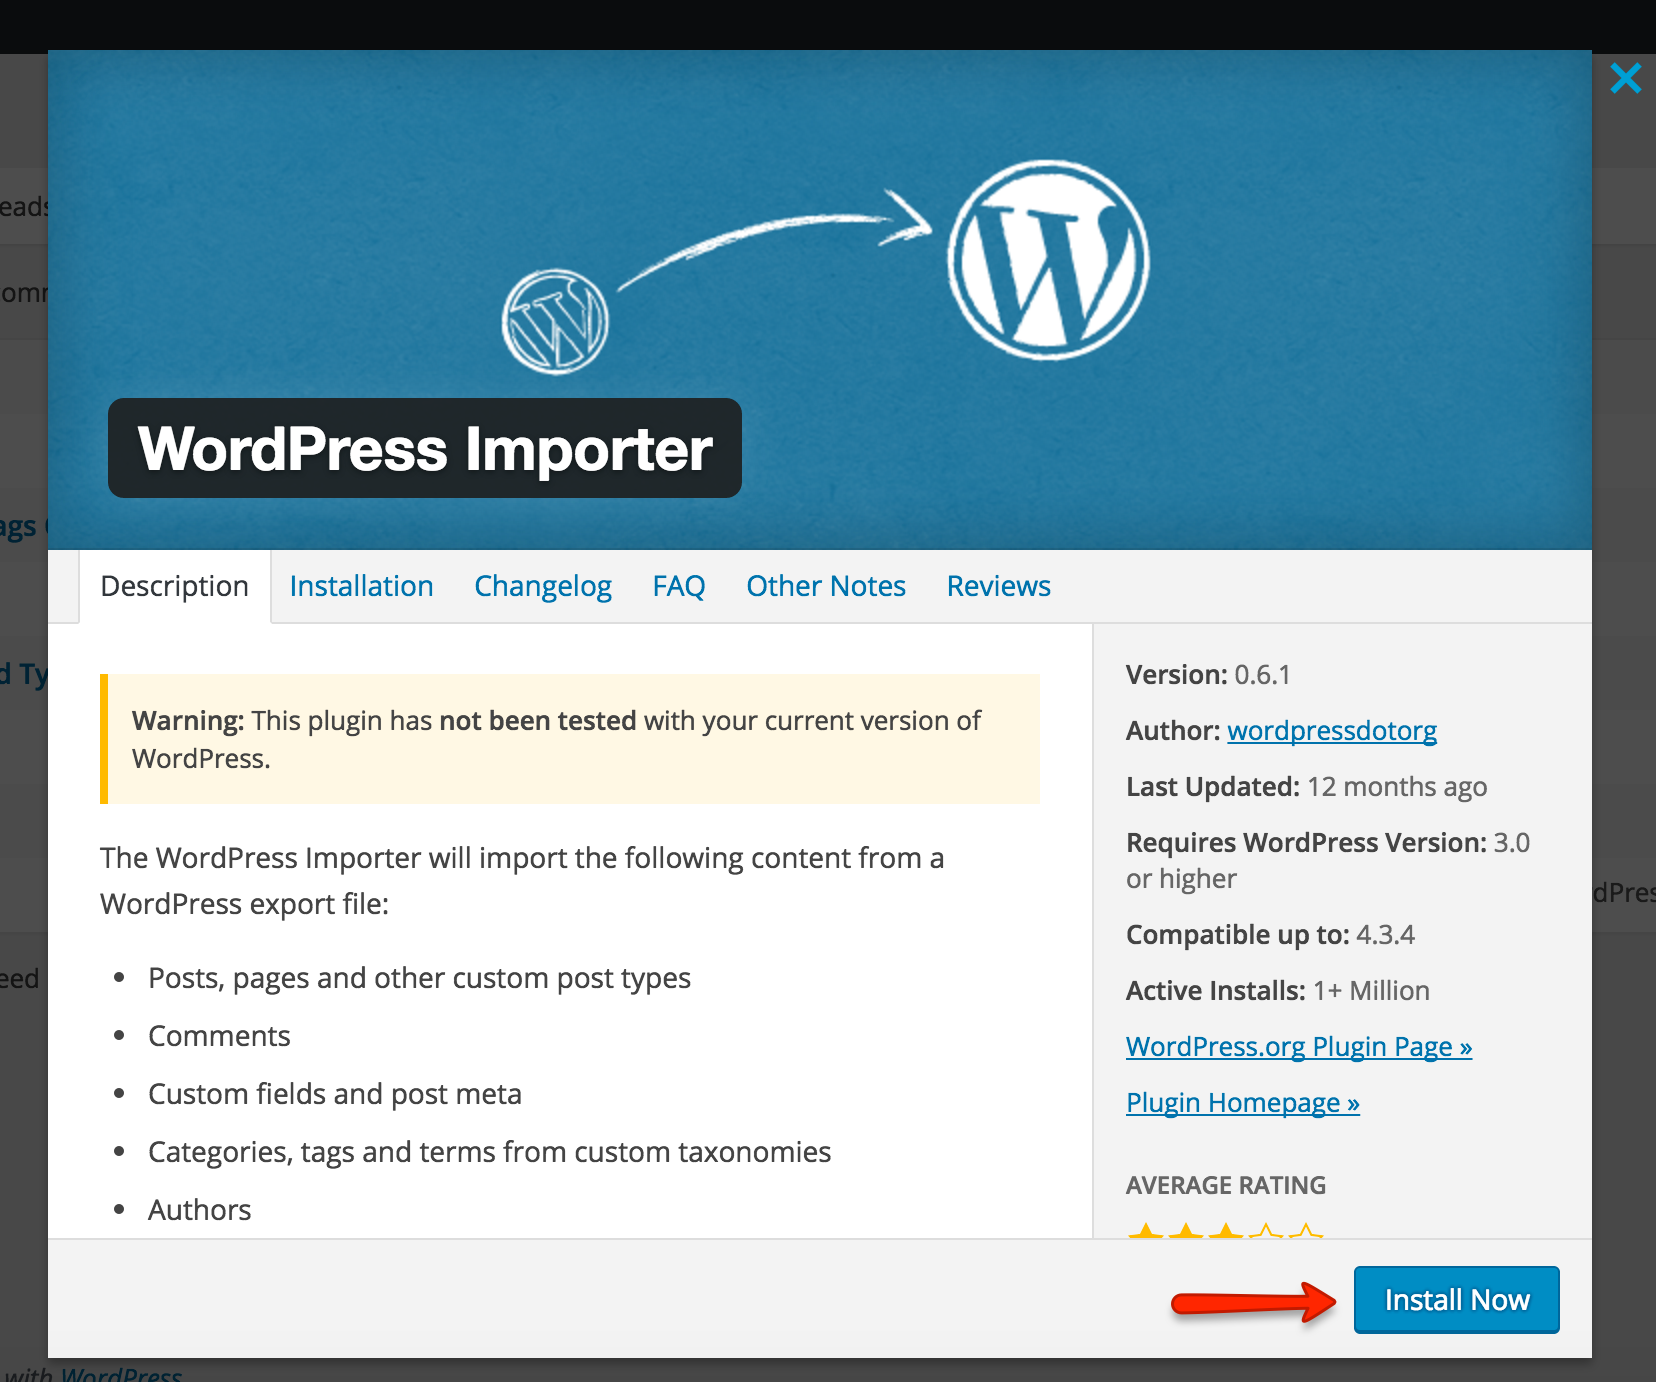 WordPress Importer
Description Installation Changelog FAQ Other Notes Reviews
Warning: This plugin has not been tested with your current version of
WordPress.
The WordPress Importer will import the following content from a
WordPress export file:
• Posts, pages and other custom post types
• Comments
• Custom fields and post meta
• Categories, tags and terms from custom taxonomies
• Authors
Version: 0.6.1
Author: wordpressdotorg
Last Updated: 12 months ago
Requires WordPress Version: 3.0
or higher
Compatible up to: 4.3.4
Active Installs: 1+ Million
WordPress.org Plugin Page »
Plugin Homepage »
AVERAGE RATING
Install Now
with WordPress